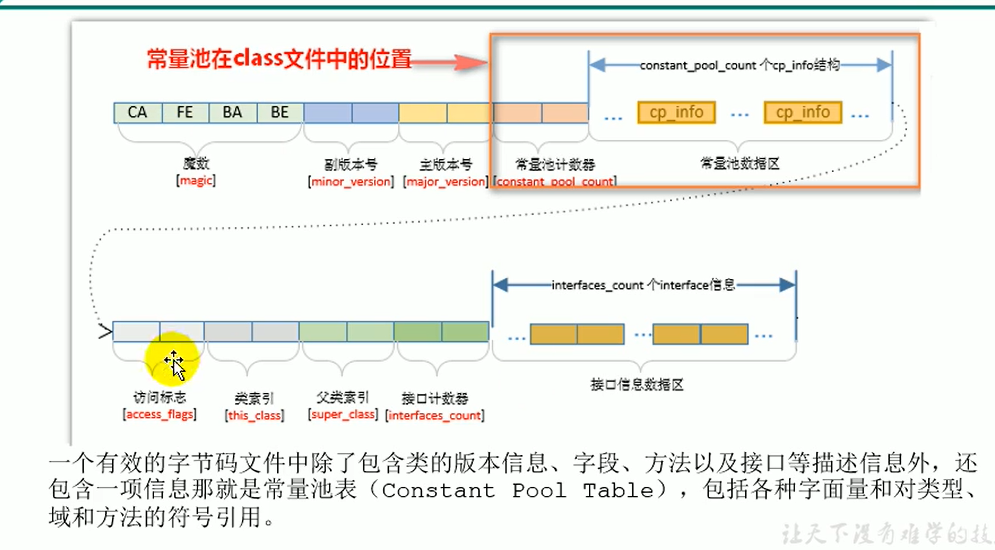 常量池在class文件中的位置
constant_pool_count 个cp_info结构
CA FE BA BE
... cp_info ... cp_info ...
魔数 副版本号 主版本号 常量池计数器 常量池数据区
[magic] [minor_version] [major_version] [constant_pool_count]
interfaces_count 个interface信息
... ... ...
访问标志 类索引 父类索引 接口计数器 接口信息数据区
[access_flags] [this_class] [super_class] [interfaces_count]
一个有效的字节码文件中除了包含类的版本信息、字段、方法以及接口等描述信息外，还
包含一项信息那就是常量池表（Constant Pool Table），包括各种字面量和对类型、
域和方法的符号引用。
让天下没有难学的技